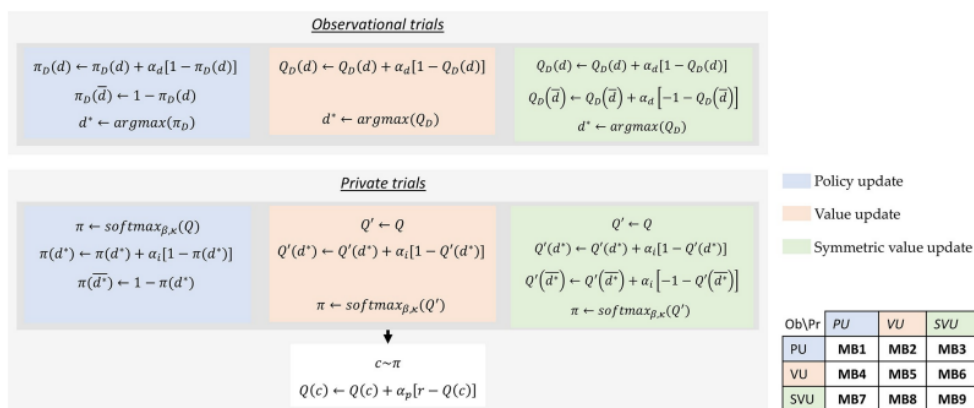 Observational trials
π_D(d) ← π_D(d) + α_d[1 − π_D(d)]
π_D(d̅) ← 1 − π_D(d)
d* ← argmax(π_D)
Q_D(d) ← Q_D(d) + α_d[1 − Q_D(d)]
d* ← argmax(Q_D)
Q_D(d) ← Q_D(d) + α_d[1 − Q_D(d)]
Q_D(d̅) ← Q_D(d̅) + α_d[−1 − Q_D(d̅)]
d* ← argmax(Q_D)
Private trials
π ← softmax_β,κ(Q)
π(d*) ← π(d*) + α_i[1 − π(d*)]
π(d̅*) ← 1 − π(d*)
Q′ ← Q
Q′(d*) ← Q′(d*) + α_i[1 − Q′(d*)]
π ← softmax_β,κ(Q′)
Q′ ← Q
Q′(d*) ← Q′(d*) + α_i[1 − Q′(d*)]
Q′(d̅*) ← Q′(d̅*) + α_i[−1 − Q′(d̅*)]
π ← softmax_β,κ(Q′)
c~π
Q(c) ← Q(c) + α_p[r − Q(c)]
Policy update
Value update
Symmetric value update
Ob\Pr PU VU SVU
PU MB1 MB2 MB3
VU MB4 MB5 MB6
SVU MB7 MB8 MB9